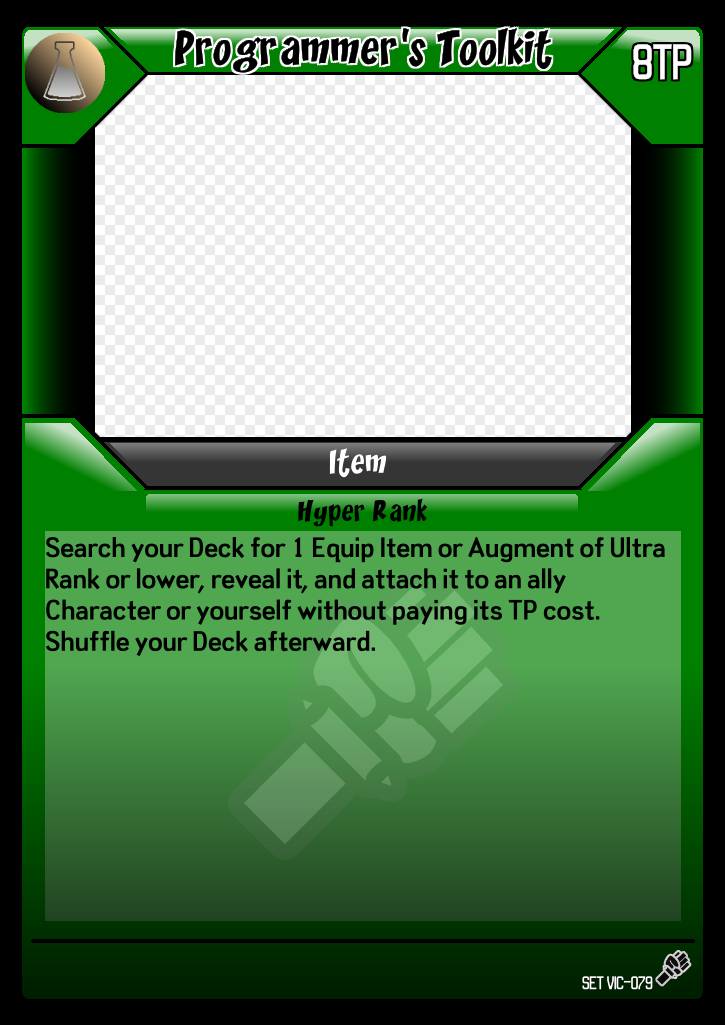 Programmer's Toolkit
8TP
Item
Hyper Rank
Search your Deck for 1 Equip Item or Augment of Ultra
Rank or lower, reveal it, and attach it to an ally
Character or yourself without paying its TP cost.
Shuffle your Deck afterward.
SET VIC-079